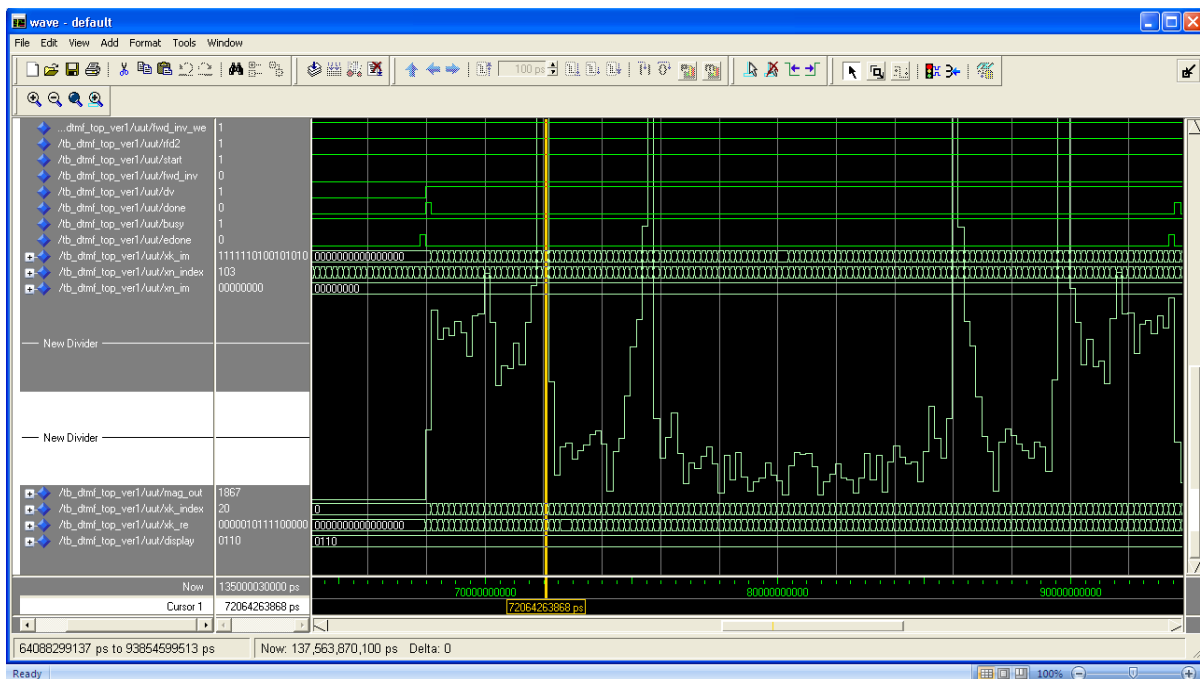 wave - default
File Edit View Add Format Tools Window
100 ps
...dtmf_top_ver1/uut/fwd_inv_we 1
/tb_dtmf_top_ver1/uut/rfd2 1
/tb_dtmf_top_ver1/uut/start 1
/tb_dtmf_top_ver1/uut/fwd_inv 0
/tb_dtmf_top_ver1/uut/dv 1
/tb_dtmf_top_ver1/uut/done 0
/tb_dtmf_top_ver1/uut/busy 1
/tb_dtmf_top_ver1/uut/edone 0
/tb_dtmf_top_ver1/uut/xk_im 1111110100101010 0000000000000000
/tb_dtmf_top_ver1/uut/xn_index 103
/tb_dtmf_top_ver1/uut/xn_im 00000000 00000000
New Divider
New Divider
/tb_dtmf_top_ver1/uut/mag_out 1867
/tb_dtmf_top_ver1/uut/xk_index 20 0
/tb_dtmf_top_ver1/uut/xk_re 0000010111100000 0000000000000000
/tb_dtmf_top_ver1/uut/display 0110 0110
Now 135000030000 ps 70000000000 80000000000 90000000000
Cursor 1 72064263868 ps 72064263868 ps
64088299137 ps to 93854599513 ps Now: 137,563,870,100 ps Delta: 0
Ready 100%